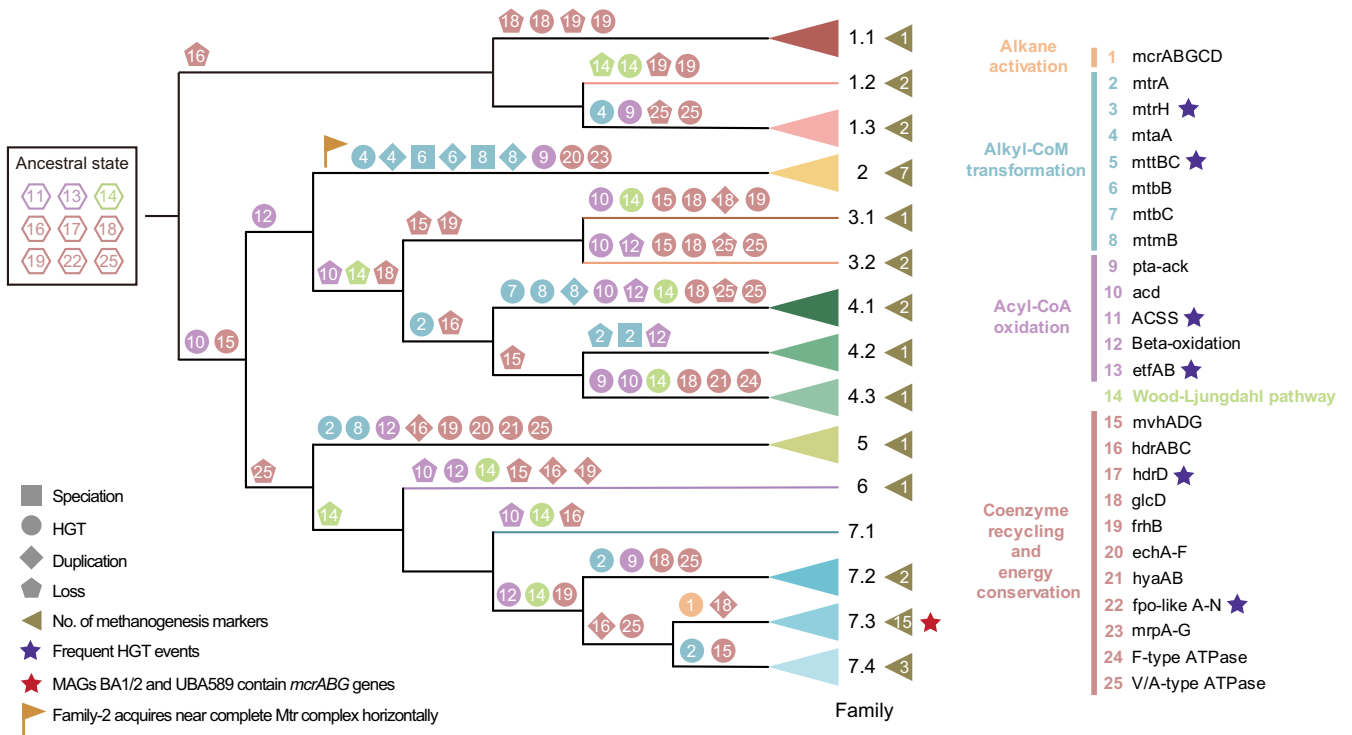 16
18 18 19 19
1.1 1
14 14 19 19
1.2 2
4 9 25 25
1.3 2
4 4 6 6 8 8 9 20 23
2 7
Ancestral state
11 13 14
16 17 18
19 22 25
12
10 14 15 18 18 19
3.1 1
15 19
10 12 15 18 25 25
3.2 2
10 14 18
7 8 8 10 12 14 18 25 25
4.1 2
2 16
2 2 12
4.2 1
10 15
15
9 10 14 18 21 24
4.3 1
2 8 12 16 19 20 21 25
5 1
25
10 12 14 15 16 19
6 1
14
10 14 16
7.1
2 9 18 25
7.2 2
12 14 19
1 18
7.3 15
16 25
2 15
7.4 3
Family
Speciation
HGT
Duplication
Loss
No. of methanogenesis markers
Frequent HGT events
MAGs BA1/2 and UBA589 contain mcrABG genes
Family-2 acquires near complete Mtr complex horizontally
Alkane
activation
1 mcrABGCD
Alkyl-CoM
transformation
2 mtrA
3 mtrH
4 mtaA
5 mttBC
6 mtbB
7 mtbC
8 mtmB
Acyl-CoA
oxidation
9 pta-ack
10 acd
11 ACSS
12 Beta-oxidation
13 etfAB
14 Wood-Ljungdahl pathway
Coenzyme
recycling
and
energy
conservation
15 mvhADG
16 hdrABC
17 hdrD
18 glcD
19 frhB
20 echA-F
21 hyaAB
22 fpo-like A-N
23 mrpA-G
24 F-type ATPase
25 V/A-type ATPase